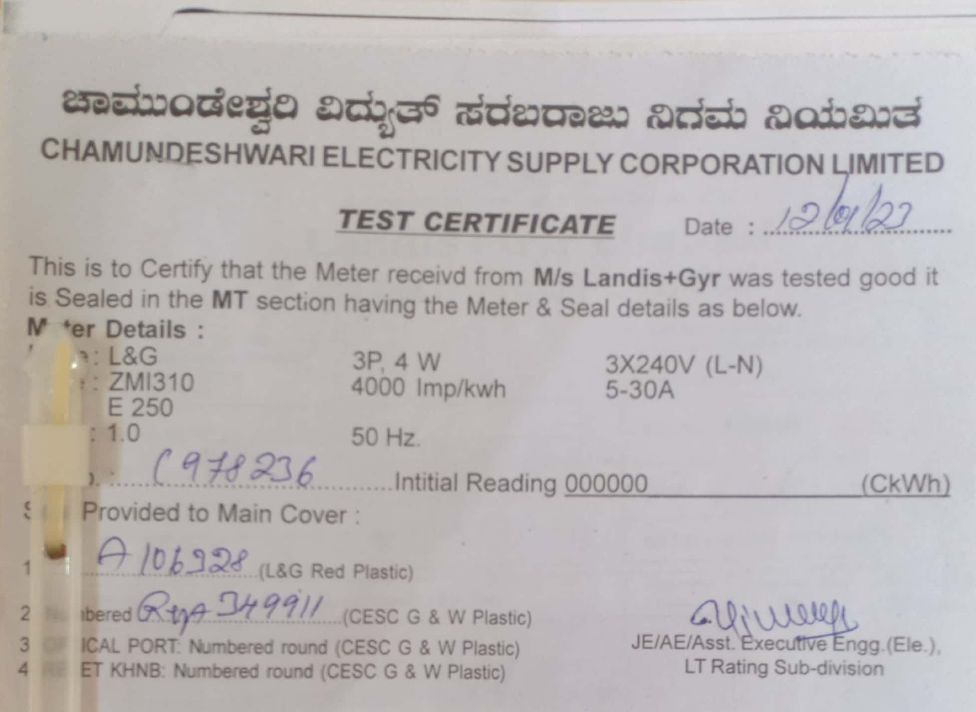 ಚಾಮುಂಡೇಶ್ವರಿ ವಿದ್ಯುತ್ ಸರಬರಾಜು ನಿಗಮ ನಿಯಮಿತ
CHAMUNDESHWARI ELECTRICITY SUPPLY CORPORATION LIMITED
TEST CERTIFICATE Date : 12/01/23
This is to Certify that the Meter receivd from M/s Landis+Gyr was tested good it
is Sealed in the MT section having the Meter & Seal details as below.
Details :
: L&G 3P, 4 W 3X240V (L-N)
: ZMI310 4000 Imp/kwh 5-30A
E 250
: 1.0 50 Hz.
C978236 Intitial Reading 000000 (CkWh)
Provided to Main Cover :
1 A106928 (L&G Red Plastic)
2 349911 (CESC G & W Plastic)
3 PORT: Numbered round (CESC G & W Plastic) JE/AE/Asst. Executive Engg.(Ele.),
4 KHNB: Numbered round (CESC G & W Plastic) LT Rating Sub-division